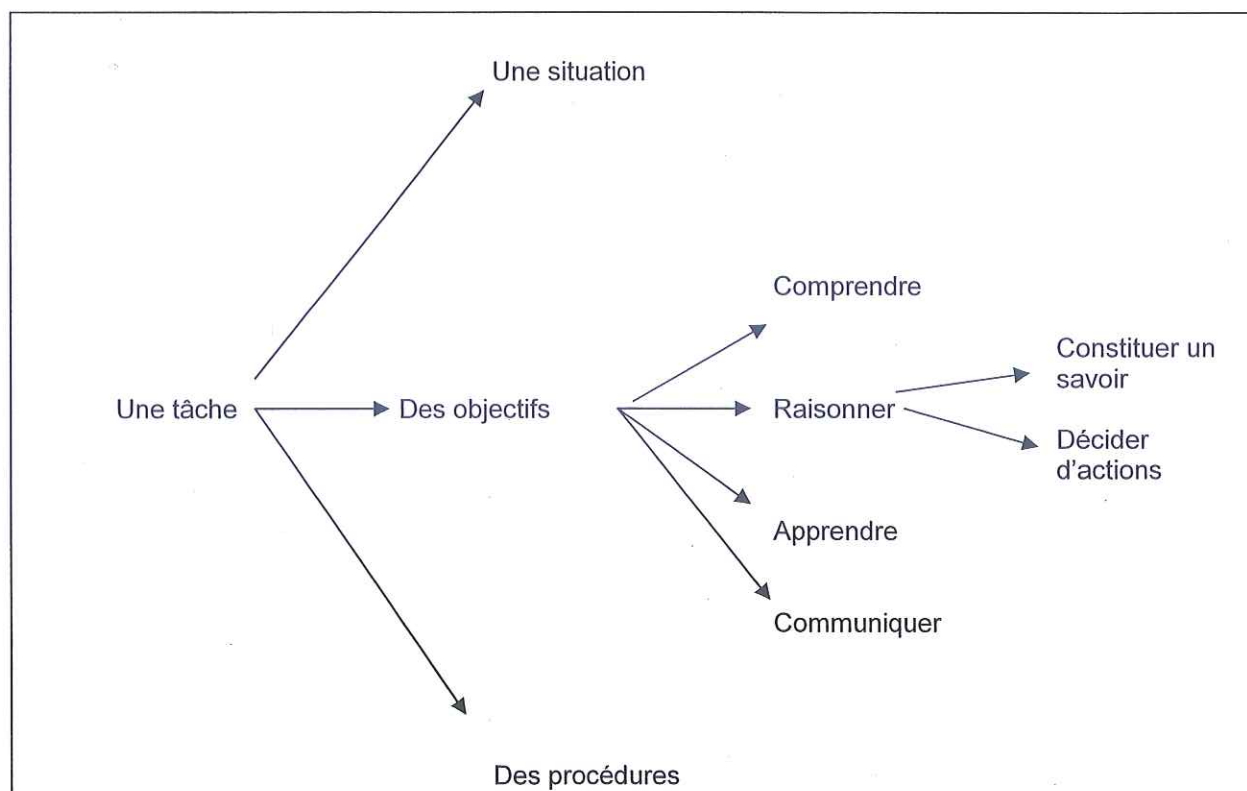 Une situation
Comprendre
Constituer un
savoir
Une tâche
Des objectifs
Raisonner
Décider
d'actions
Apprendre
Communiquer
Des procédures